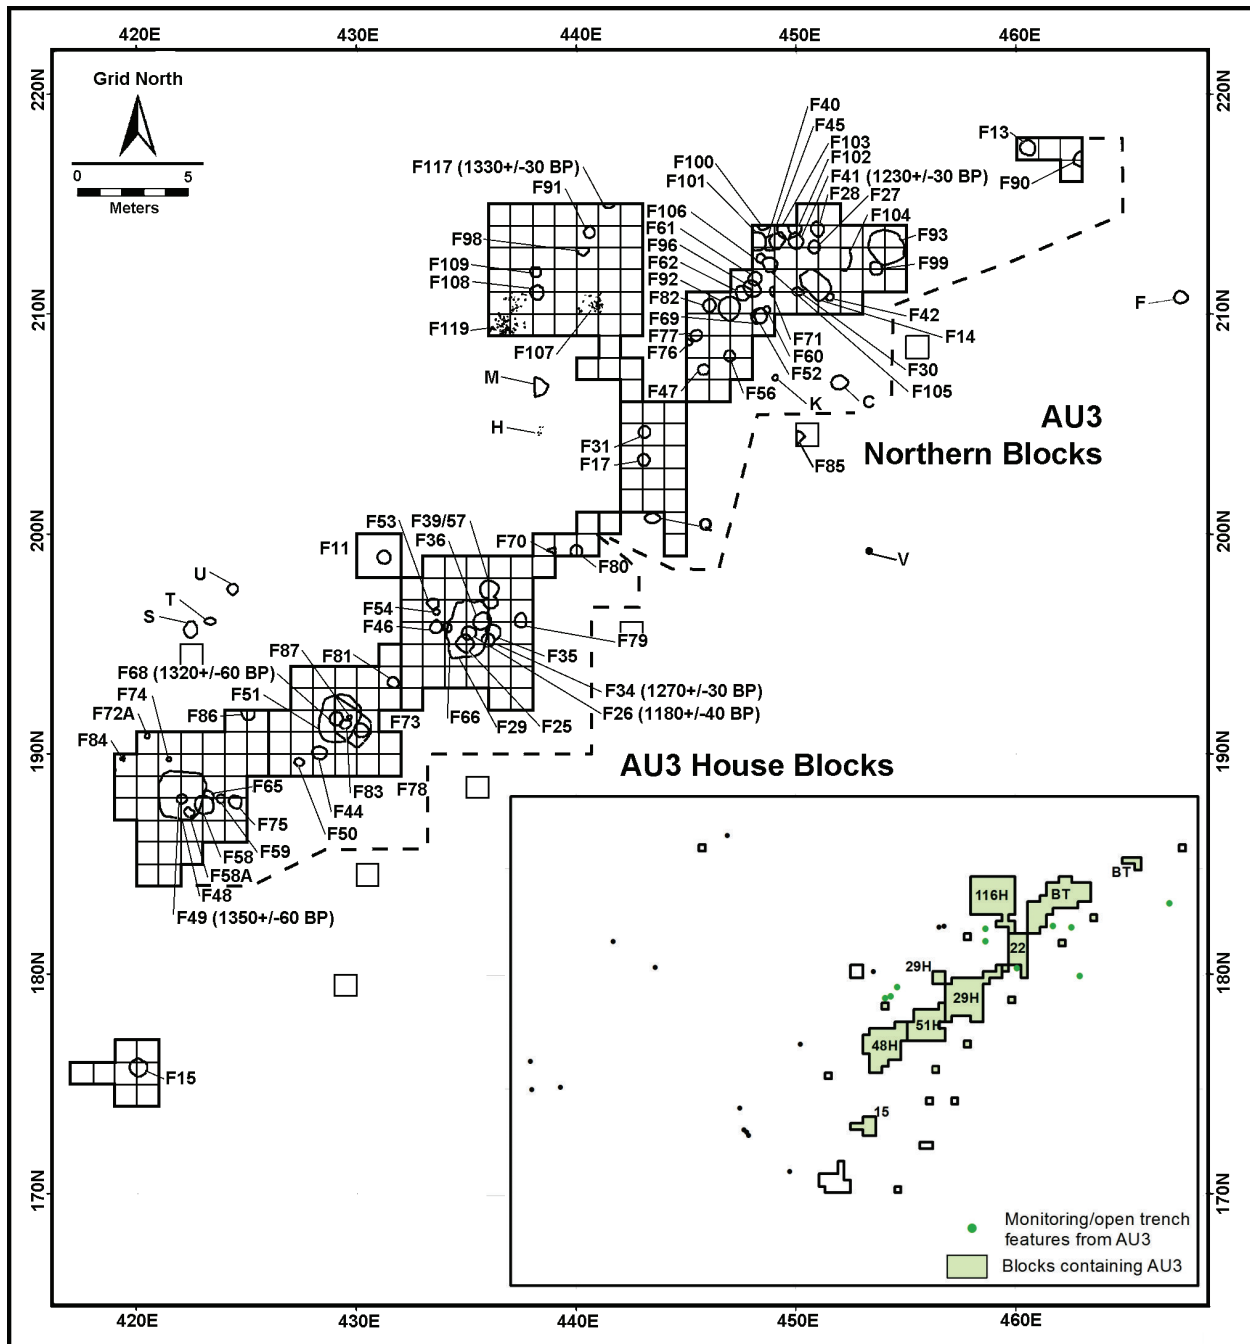 420E 430E 440E 450E 460E
220N
220N
Grid North
0 5
Meters
F40
F45
F103
F102
F41 (1230+/-30 BP)
F28
F27
F104
F93
F99
F13
F90
F100
F101
F106
F61
F96
F62
F92
F82
F69
F77
F76
F47
F117 (1330+/-30 BP)
F91
F98
F109
F108
F119
F107
210N
210N
F
F42
F14
F30
F105
F71
F60
F52
F56
K
C
M
H
F31
F17
F85
AU3
Northern Blocks
200N
200N
F53
F39/57
F36
F70
F80
Q
V
F11
U
T
S
F54
F46
F79
F35
F34 (1270+/-30 BP)
F26 (1180+/-40 BP)
F25
F29
F66
F87
F81
F68 (1320+/-60 BP)
F51
F74
F72A
F86
F84
F73
190N
190N
AU3 House Blocks
F65
F78
F83
F44
F50
F75
F59
F58
F58A
F48
F49 (1350+/-60 BP)
180N
180N
F15
170N
170N
BT
BT
116H
22
29H
29H
51H
48H
15
Monitoring/open trench
features from AU3
Blocks containing AU3
420E 430E 440E 450E 460E